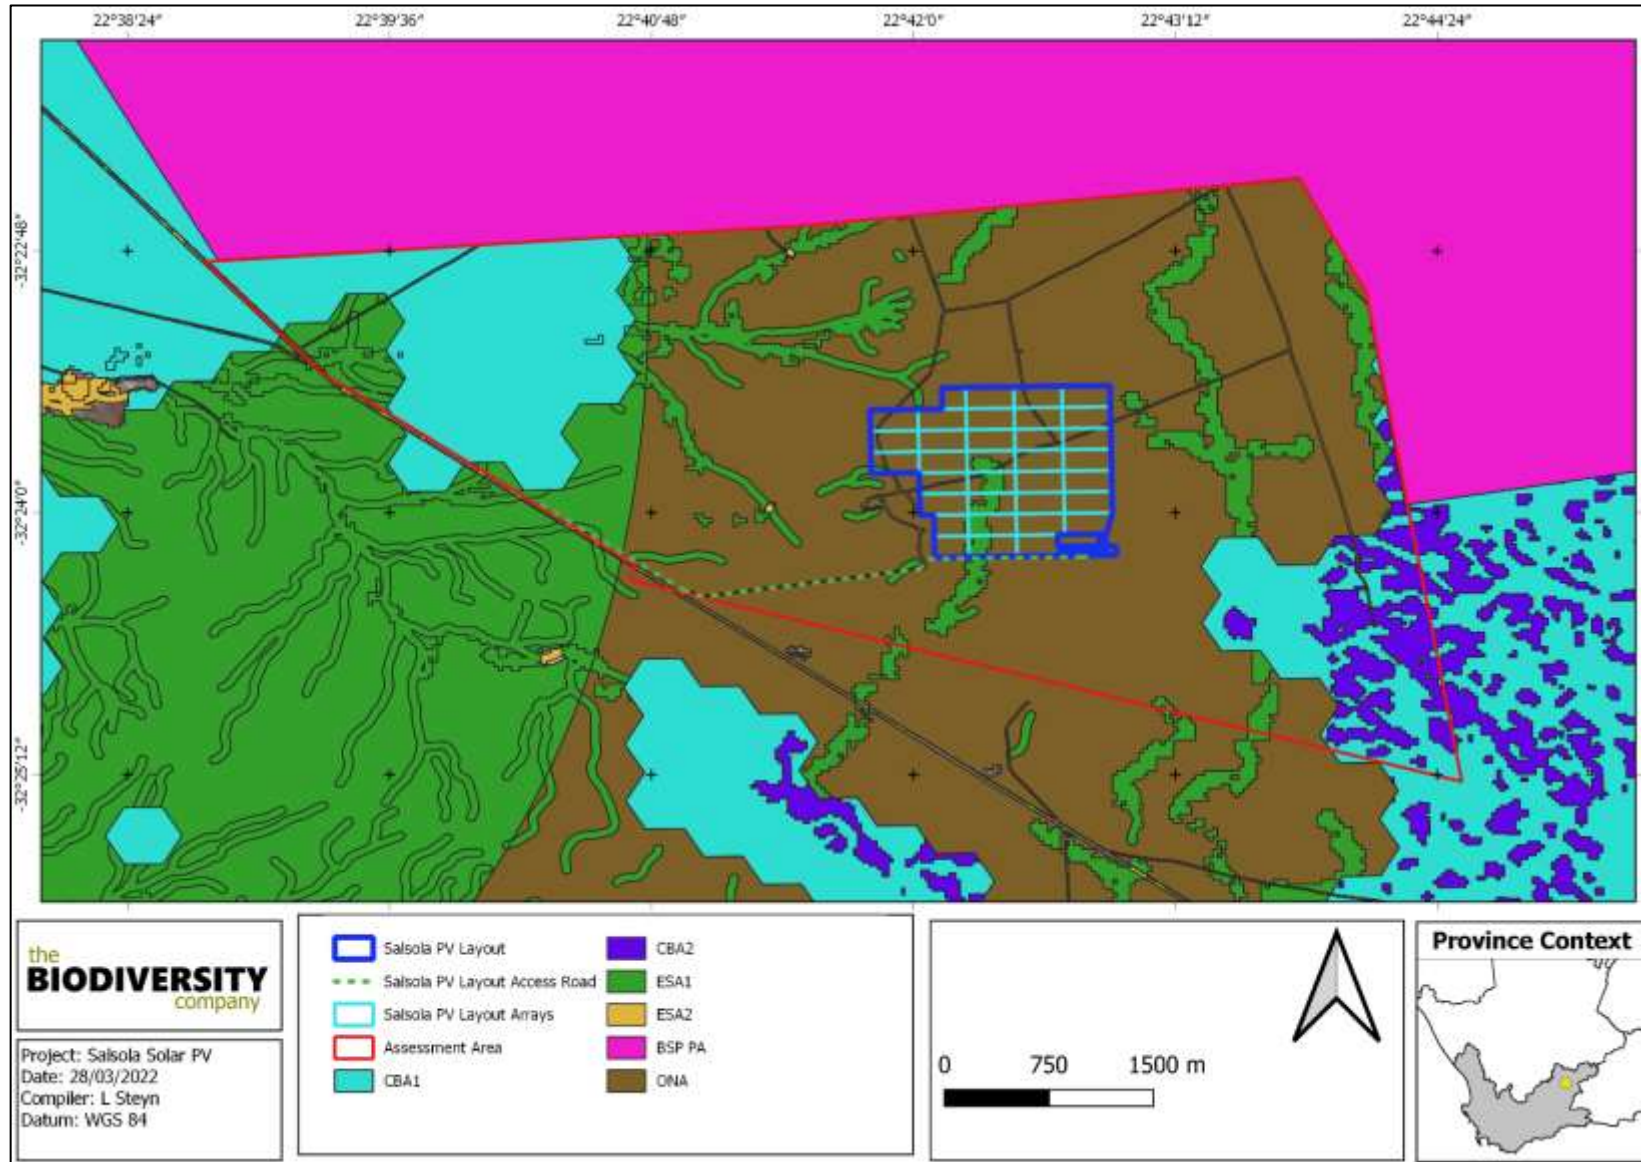 22°38'24" 22°39'36" 22°40'48" 22°42'0" 22°43'12" 22°44'24"
-32°22'48"
-32°24'0"
-32°25'12"
the
BIODIVERSITY
company
Project: Salsola Solar PV
Date: 28/03/2022
Compiler: L Steyn
Datum: WGS 84
Salsola PV Layout
Salsola PV Layout Access Road
Salsola PV Layout Arrays
Assessment Area
CBA1
CBA2
ESA1
ESA2
BSP PA
ONA
0 750 1500 m
Province Context